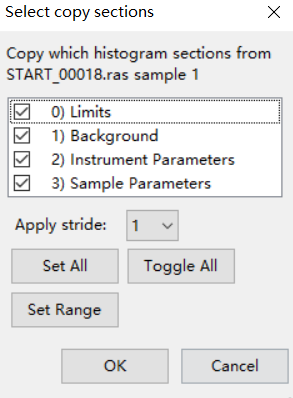 Select copy sections
Copy which histogram sections from
START_00018.ras sample 1
0) Limits
1) Background
2) Instrument Parameters
3) Sample Parameters
Apply stride: 1
Set All Toggle All
Set Range
OK Cancel